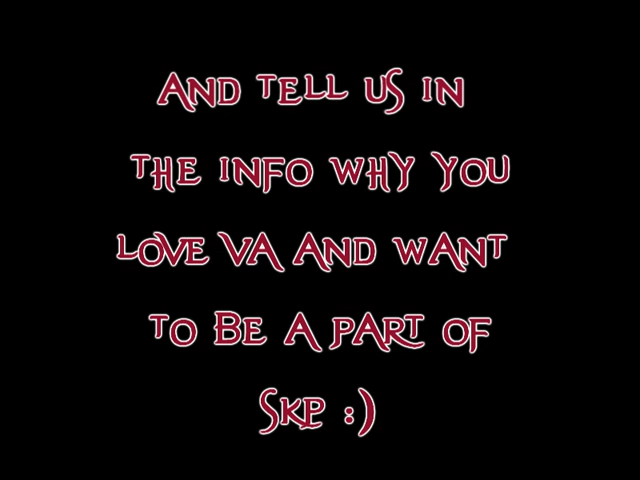 AND TELL US IN
THE INFO WHY YOU
LOVE VA AND WANT
TO BE A PART OF
SKP :)